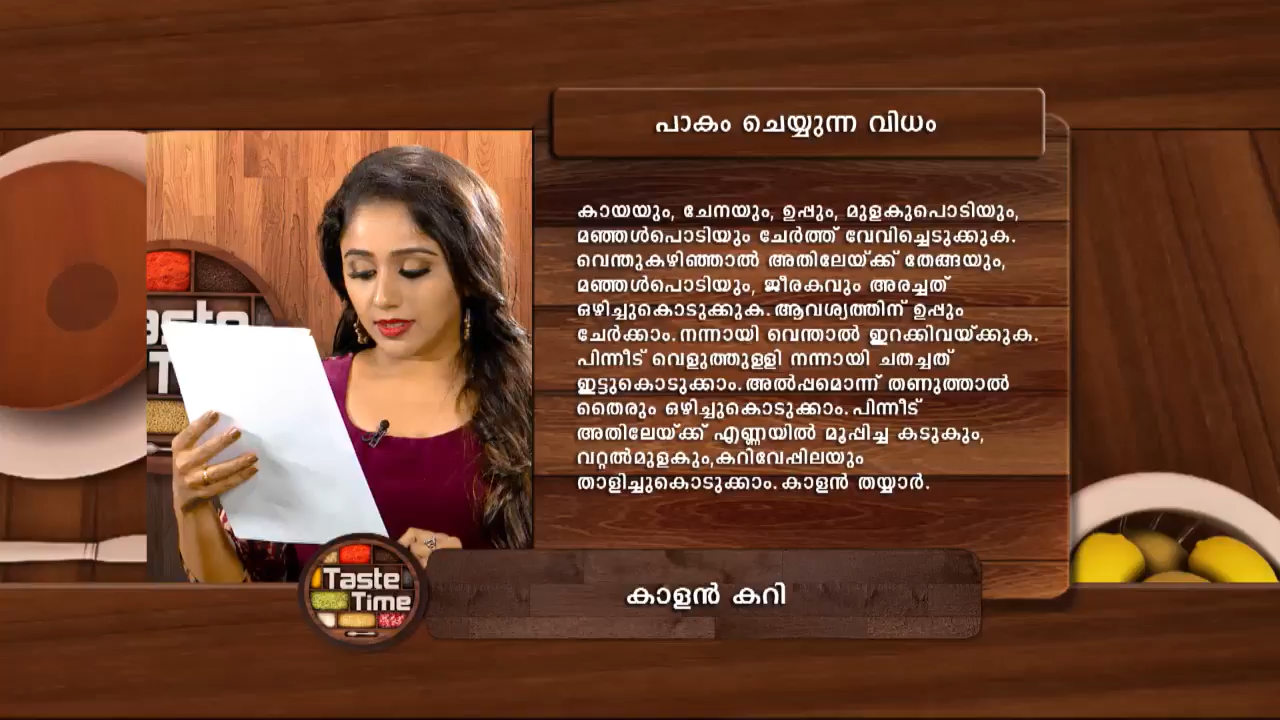 പാകം ചെയ്യുന്ന വിധം
കായയും, ചേനയും, ഉപ്പും, മുളകുപൊടിയും,
മഞ്ഞൾപൊടിയും ചേർത്ത് വേവിച്ചെടുക്കുക.
വെന്തുകഴിഞ്ഞാൽ അതിലേയ്ക്ക് തേങ്ങയും,
മഞ്ഞൾപൊടിയും, ജീരകവും അരച്ചത്
ഒഴിച്ചുകൊടുക്കുക.ആവശ്യത്തിന് ഉപ്പും
ചേർക്കാം.നന്നായി വെന്താൽ ഇറക്കിവയ്ക്കുക.
പിന്നീട് വെളുത്തുള്ളി നന്നായി ചതച്ചത്
ഇട്ടുകൊടുക്കാം.അൽപ്പമൊന്ന് തണുത്താൽ
തൈരും ഒഴിച്ചുകൊടുക്കാം.പിന്നീട്
അതിലേയ്ക്ക് എണ്ണയിൽ മൂപ്പിച്ച കടുകും,
വറ്റൽമുളകും,കറിവേപ്പിലയും
താളിച്ചുകൊടുക്കാം.കാളൻ തയ്യാർ.
Taste
Time
കാളൻ കറി